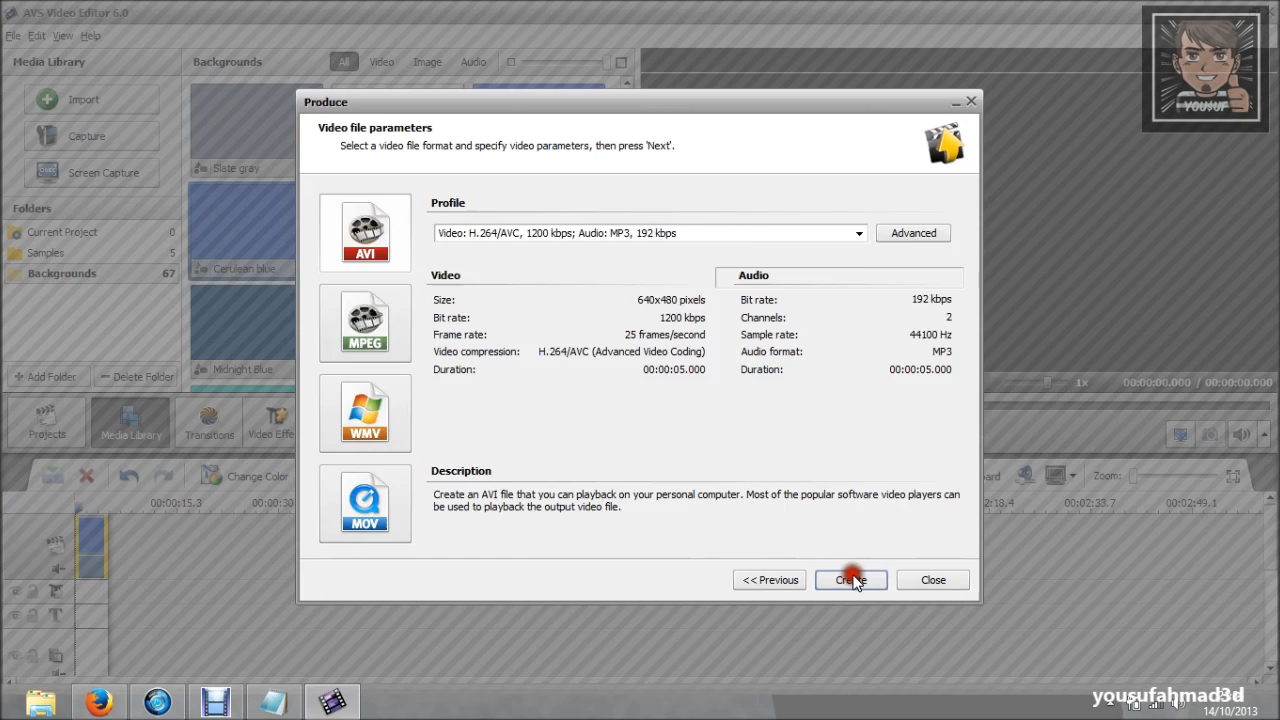 AVS Video Editor 6.0
File Edit View Help
Media Library
Import
Capture
Screen Capture
Folders
Current Project 0
Samples 5
Backgrounds 67
Add Folder
Delete Folder
Backgrounds
All Video Image Audio
Slate gray
Cerulean blue
Midnight Blue
YOUSUF
Produce
Video file parameters
Select a video file format and specify video parameters, then press 'Next'.
AVI
MPEG
WMV
MOV
Profile
Video: H.264/AVC, 1200 kbps; Audio: MP3, 192 kbps
Advanced
Video
Size: 640x480 pixels
Bit rate: 1200 kbps
Frame rate: 25 frames/second
Video compression: H.264/AVC (Advanced Video Coding)
Duration: 00:00:05.000
Audio
Bit rate: 192 kbps
Channels: 2
Sample rate: 44100 Hz
Audio format: MP3
Duration: 00:00:05.000
Description
Create an AVI file that you can playback on your personal computer. Most of the popular software video players can
be used to playback the output video file.
<< Previous
Close
1x 00:00:00.000 / 00:00:00.000
Projects
Media Library
Transitions
Video Effe
Change Color
Zoom:
00:00:15.3
00:00:30
2:18.4
00:02:33.7
00:02:49.1
yousufahmad3d
14/10/2013